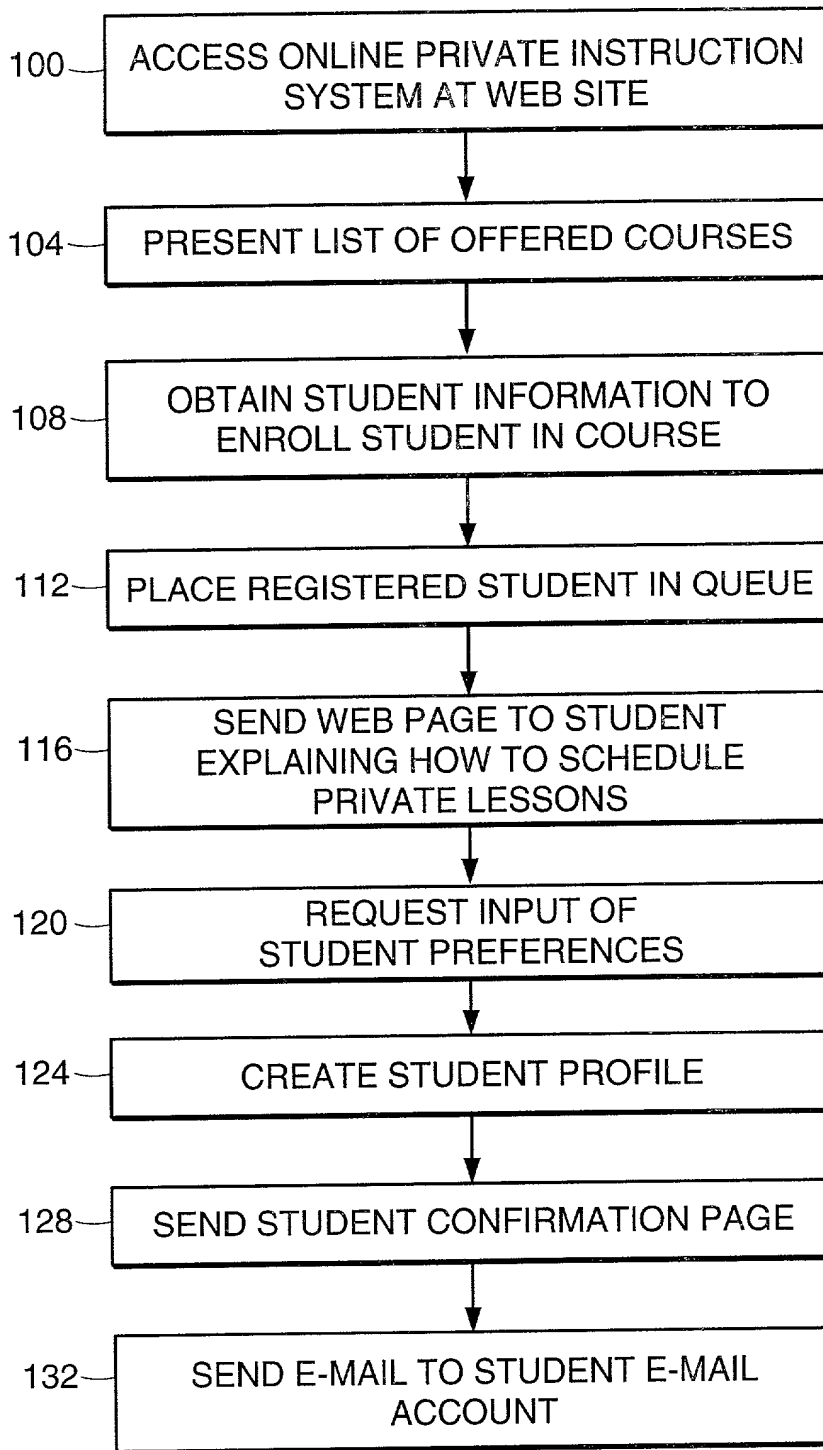 100
ACCESS ONLINE PRIVATE INSTRUCTION
SYSTEM AT WEB SITE
104
PRESENT LIST OF OFFERED COURSES
108
OBTAIN STUDENT INFORMATION TO
ENROLL STUDENT IN COURSE
112
PLACE REGISTERED STUDENT IN QUEUE
116
SEND WEB PAGE TO STUDENT
EXPLAINING HOW TO SCHEDULE
PRIVATE LESSONS
120
REQUEST INPUT OF
STUDENT PREFERENCES
124
CREATE STUDENT PROFILE
128
SEND STUDENT CONFIRMATION PAGE
132
SEND E-MAIL TO STUDENT E-MAIL
ACCOUNT